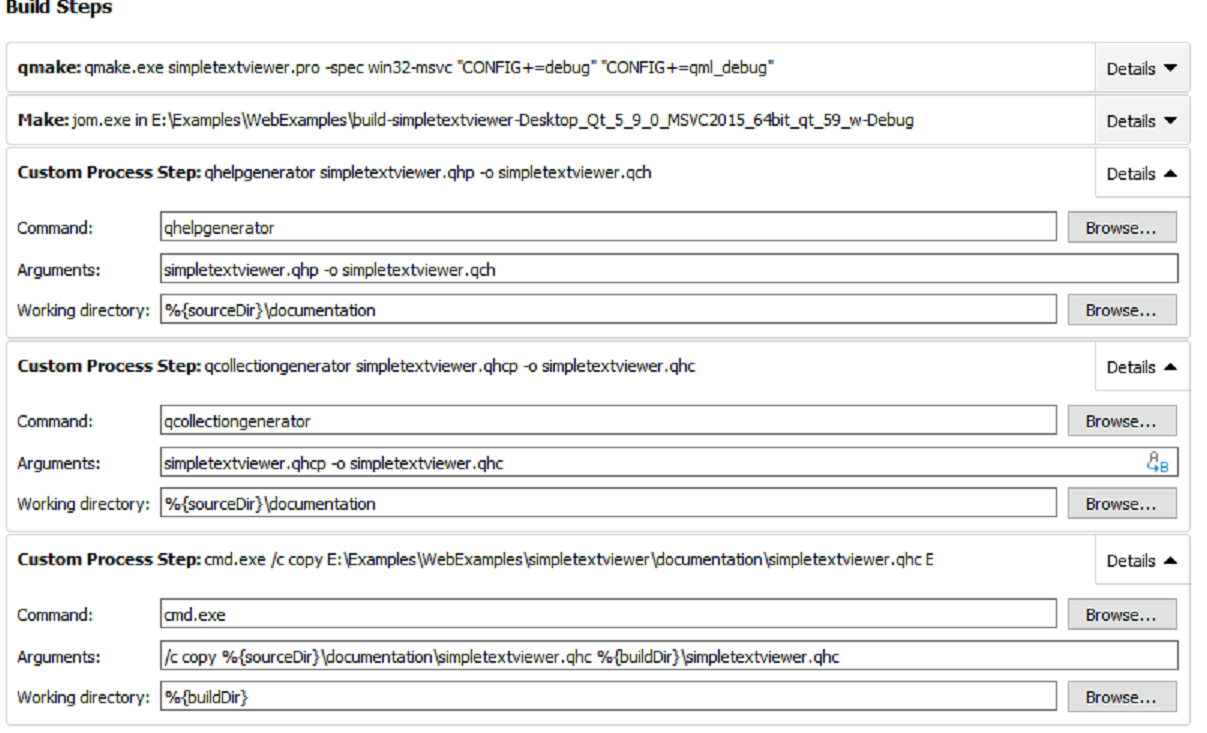 Build Steps
qmake: qmake.exe simpletextviewer.pro -spec win32-msvc "CONFIG+=debug" "CONFIG+=qml_debug"
Details
Make: jom.exe in E:\Examples\WebExamples\build-simpletextviewer-Desktop_Qt_5_9_0_MSVC2015_64bit_qt_59_w-Debug
Details
Custom Process Step: qhelpgenerator simpletextviewer.qhp -o simpletextviewer.qch
Details
Command: qhelpgenerator Browse...
Arguments: simpletextviewer.qhp -o simpletextviewer.qch
Working directory: %{sourceDir}\documentation Browse...
Custom Process Step: qcollectiongenerator simpletextviewer.qhcp -o simpletextviewer.qhc
Details
Command: qcollectiongenerator Browse...
Arguments: simpletextviewer.qhcp -o simpletextviewer.qhc A B
Working directory: %{sourceDir}\documentation Browse...
Custom Process Step: cmd.exe /c copy E:\Examples\WebExamples\simpletextviewer\documentation\simpletextviewer.qhc E
Details
Command: cmd.exe Browse...
Arguments: /c copy %{sourceDir}\documentation\simpletextviewer.qhc %{buildDir}\simpletextviewer.qhc
Working directory: %{buildDir} Browse...